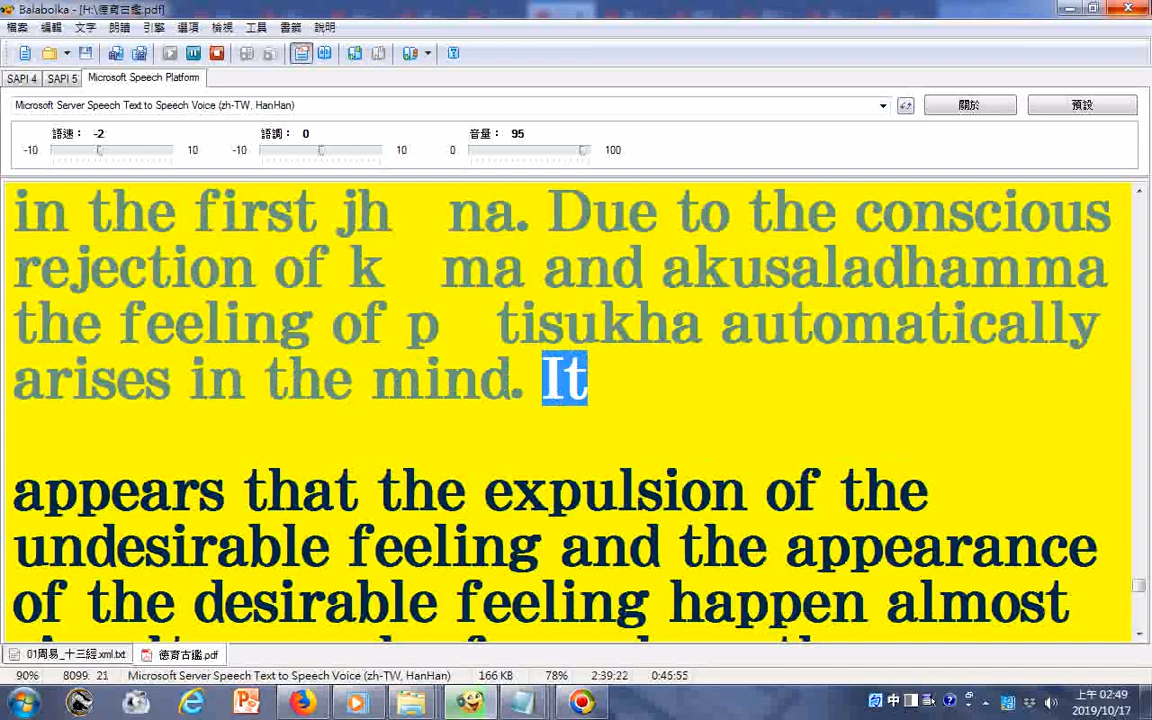 Balabolka - [H:\德育古鑑.pdf]
檔案 編輯 文字 朗讀 引擎 選項 檢視 工具 書籤 說明
SAPI 4 SAPI 5 Microsoft Speech Platform
Microsoft Server Speech Text to Speech Voice (zh-TW, HanHan) 關於 預設
語速： -2 語調： 0 音量： 95
-10 10 -10 10 0 100
in the first jh na. Due to the conscious
rejection of k ma and akusaladhamma
the feeling of p tisukha automatically
arises in the mind. It
appears that the expulsion of the
undesirable feeling and the appearance
of the desirable feeling happen almost
01周易_十三經.xml.txt 德育古鑑.pdf
90% 8099: 21 Microsoft Server Speech Text to Speech Voice (zh-TW, HanHan) 166 KB 78% 2:39:22 0:45:55
中 上午 02:49
2019/10/17